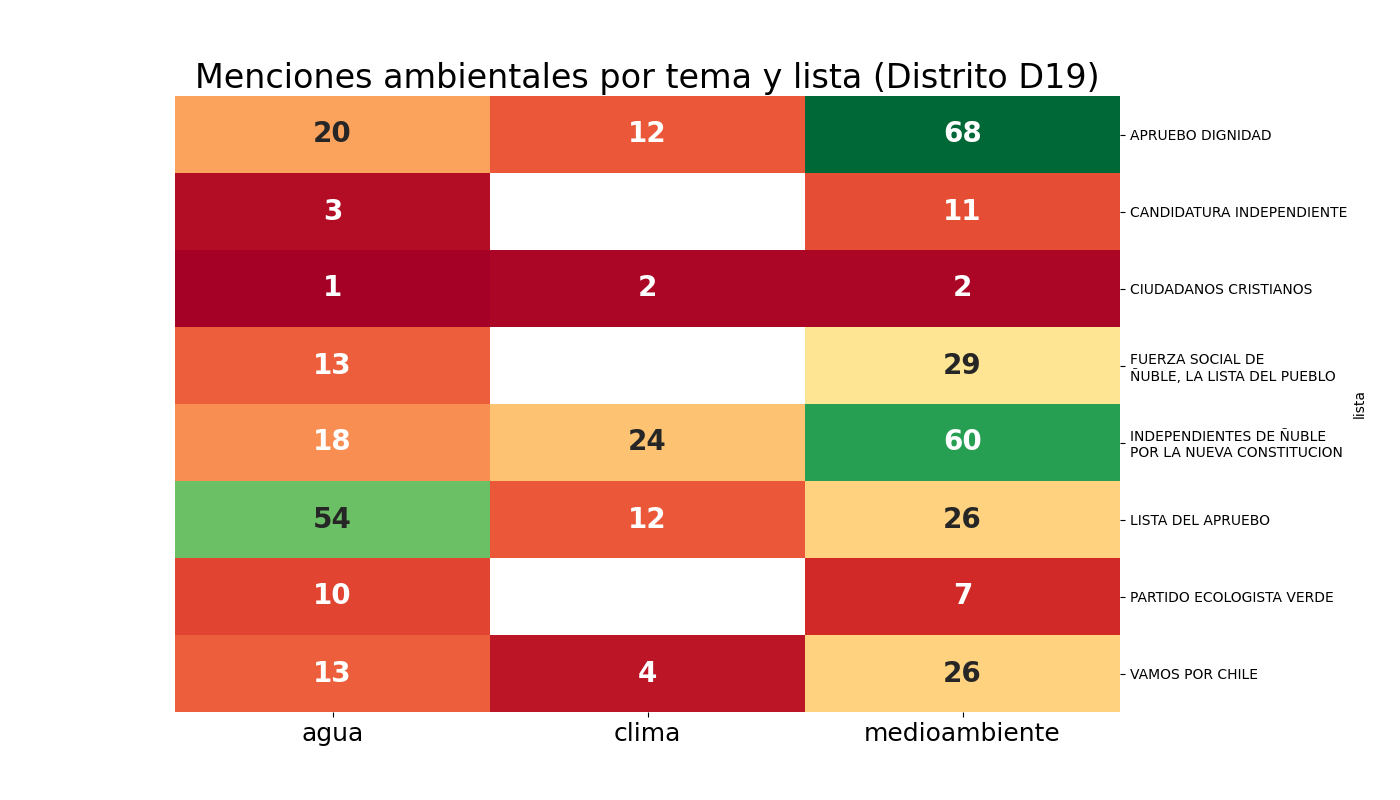 Menciones ambientales por tema y lista (Distrito D19)
20 12 68 APRUEBO DIGNIDAD
3 11 CANDIDATURA INDEPENDIENTE
1 2 2 CIUDADANOS CRISTIANOS
13 29 FUERZA SOCIAL DE
ÑUBLE, LA LISTA DEL PUEBLO
18 24 60 INDEPENDIENTES DE ÑUBLE
POR LA NUEVA CONSTITUCION
54 12 26 LISTA DEL APRUEBO
10 7 PARTIDO ECOLOGISTA VERDE
13 4 26 VAMOS POR CHILE
lista
agua clima medioambiente